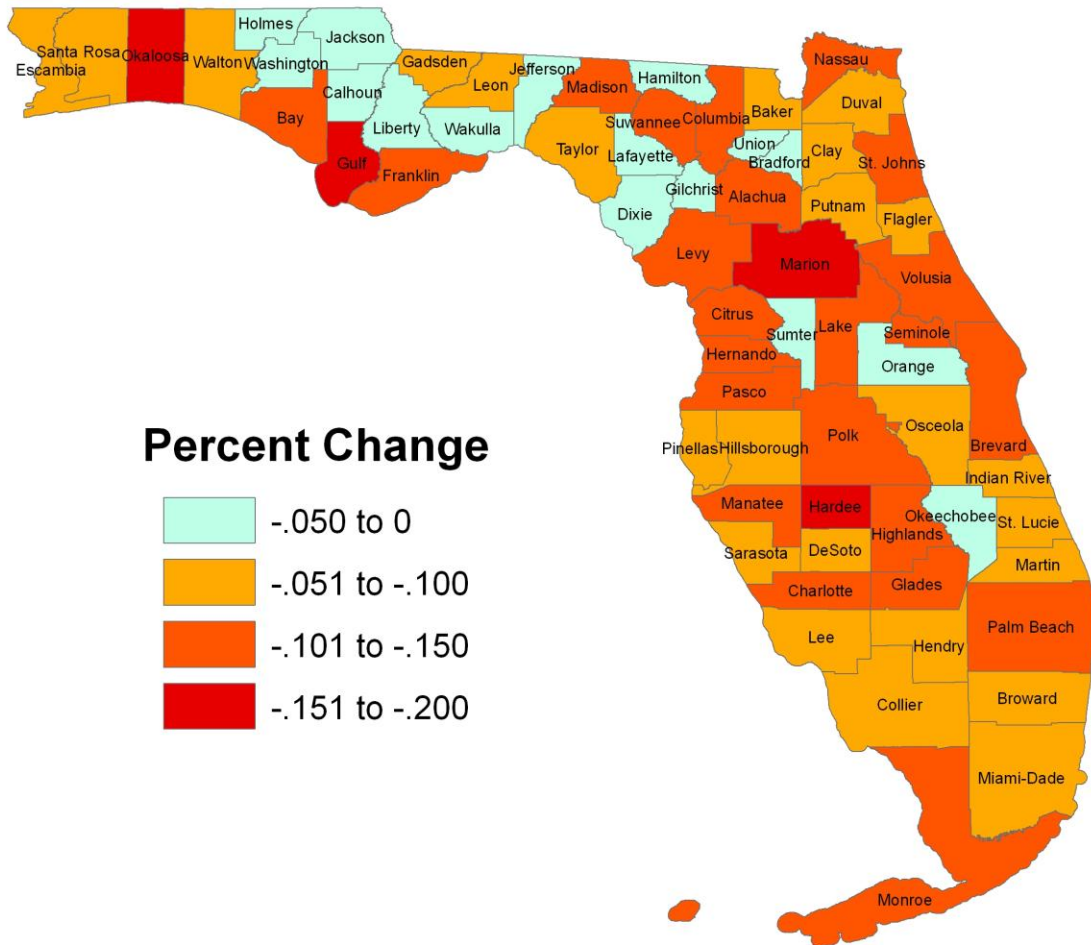 Holmes
Jackson
Santa Rosa
Okaloosa
Walton
Escambia
Washington
Calhoun
Bay
Liberty
Gulf
Franklin
Gadsden
Leon
Jefferson
Wakulla
Madison
Hamilton
Taylor
Suwannee
Columbia
Lafayette
Dixie
Gilchrist
Nassau
Baker
Duval
Union
Bradford
Clay
St. Johns
Alachua
Putnam
Flagler
Levy
Marion
Volusia
Citrus
Sumter
Lake
Seminole
Hernando
Orange
Pasco
Pinellas
Hillsborough
Polk
Osceola
Brevard
Indian River
Manatee
Hardee
Okeechobee
Highlands
St. Lucie
Sarasota
DeSoto
Martin
Charlotte
Glades
Palm Beach
Lee
Hendry
Collier
Broward
Miami-Dade
Monroe
Percent Change
-.050 to 0
-.051 to -.100
-.101 to -.150
-.151 to -.200